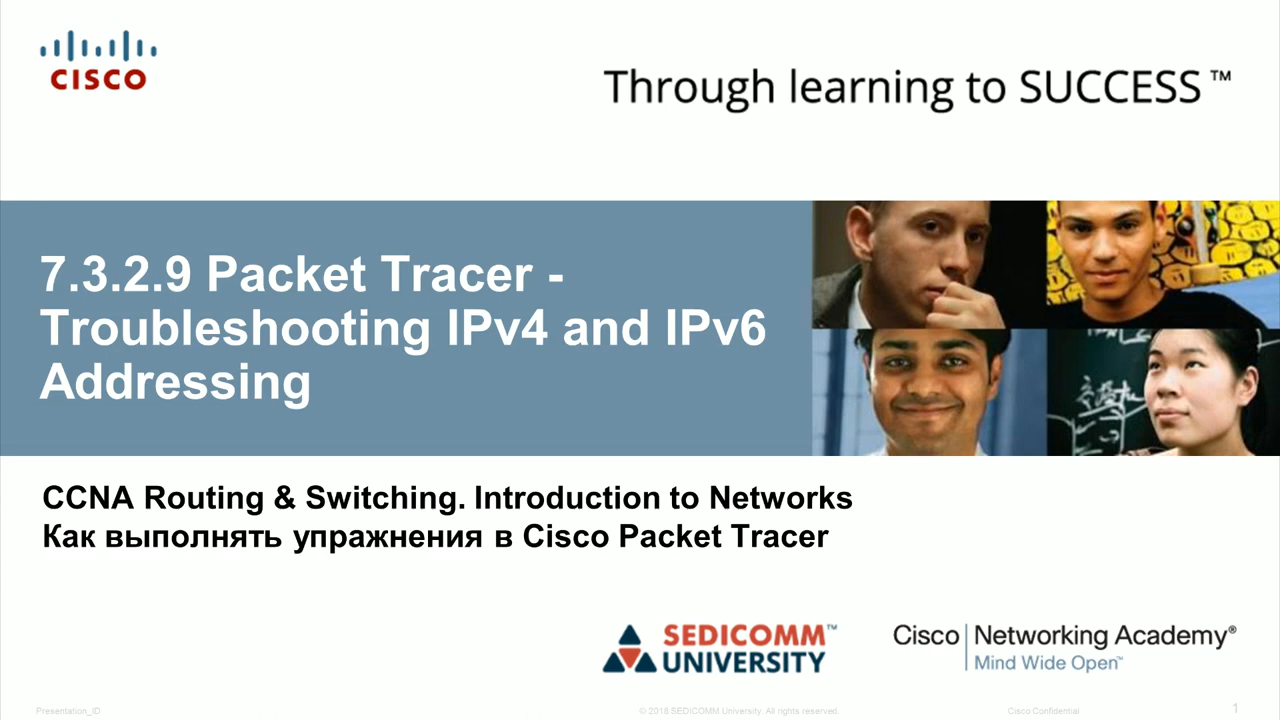 CISCO
Through learning to SUCCESS™
7.3.2.9 Packet Tracer -
Troubleshooting IPv4 and IPv6
Addressing
CCNA Routing & Switching. Introduction to Networks
Как выполнять упражнения в Cisco Packet Tracer
SEDICOMM™
UNIVERSITY
Cisco Networking Academy®
Mind Wide Open™
Presentation_ID
© 2018 SEDICOMM University. All rights reserved.
Cisco Confidential
1